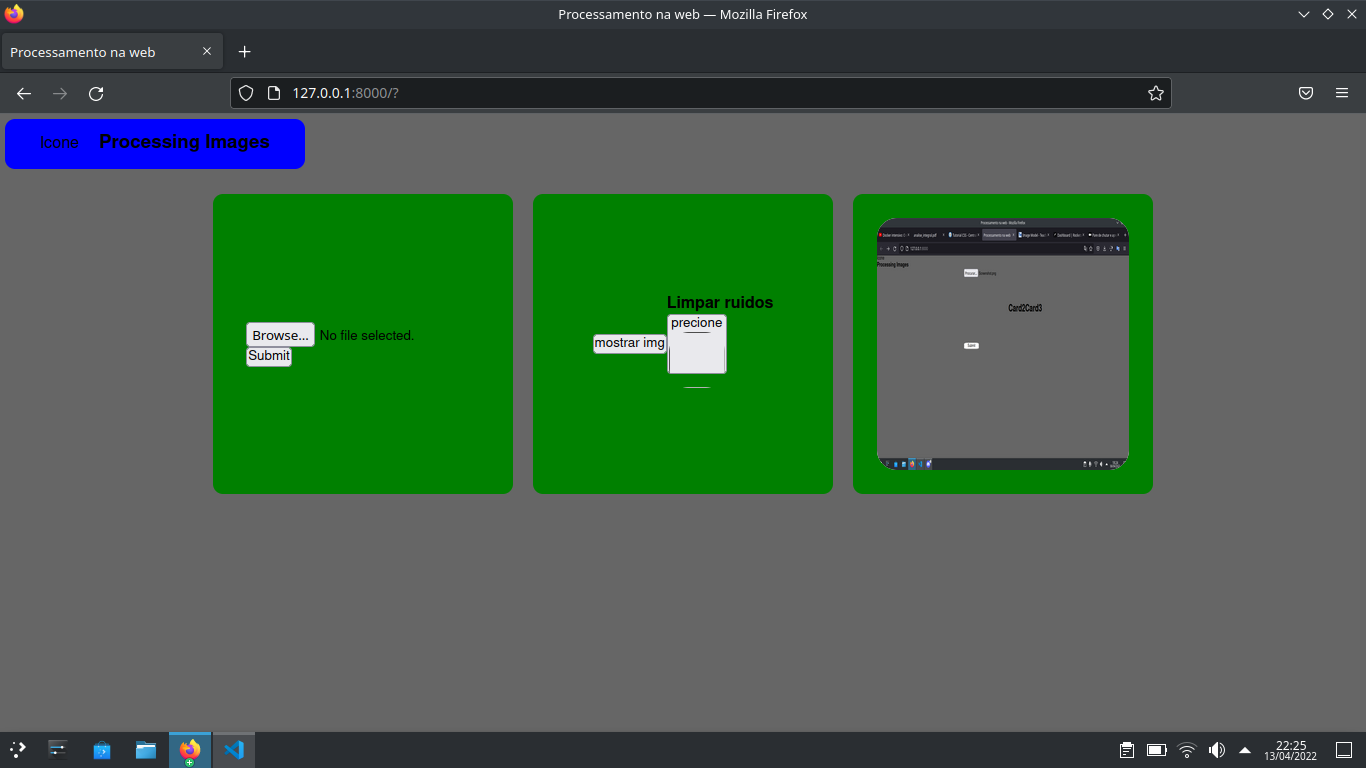 Processamento na web — Mozilla Firefox
Processamento na web
127.0.0.1:8000/?
Icone Processing Images
Browse... No file selected.
Submit
Limpar ruidos
precione
mostrar img
Processamento na web - Mozilla Firefox
Processing Images
Card2Card3
22:25
13/04/2022